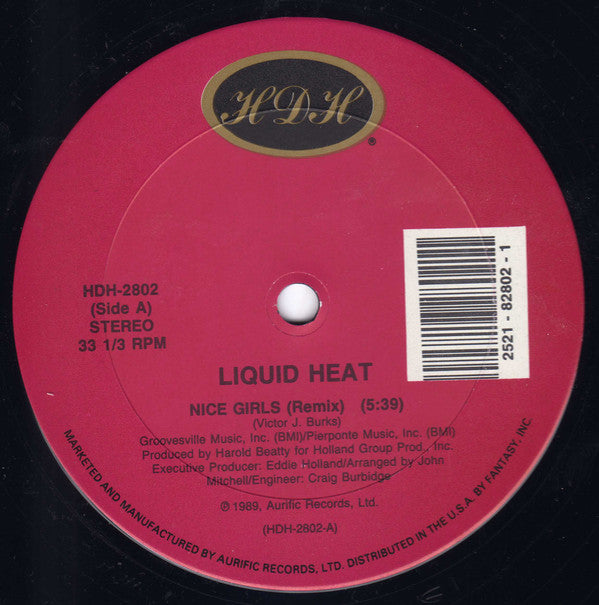 HDH
®
HDH-2802
(Side A)
STEREO
33 1/3 RPM
2521 - 82802 - 1
LIQUID HEAT
NICE GIRLS (Remix) (5:39)
(Victor J. Burks)
Groovesville Music, Inc. (BMI)/Pierponte Music, Inc. (BMI)
Produced by Harold Beatty for Holland Group Prod., Inc.
Executive Producer: Eddie Holland/Arranged by John
Mitchell/Engineer: Craig Burbidge
℗ 1989, Aurific Records, Ltd.
(HDH-2802-A)
MARKETED AND MANUFACTURED BY AURIFIC RECORDS, LTD. DISTRIBUTED IN THE U.S.A. BY FANTASY, INC.